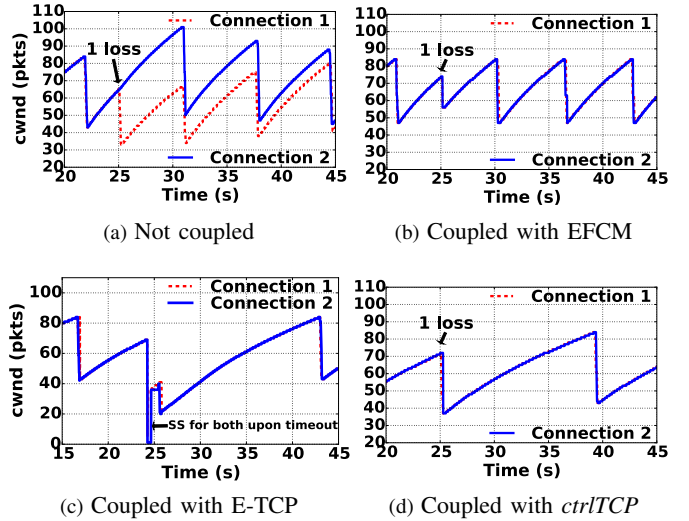 110
100
90
80
70
60
50
40
30
20
cwnd (pkts)
Connection 1
1 loss
Connection 2
20 25 30 35 40 45
Time (s)
(a) Not coupled
110
100
90
80
70
60
50
40
30
20
Connection 1
1 loss
Connection 2
20 25 30 35 40 45
Time (s)
(b) Coupled with EFCM
100
80
60
40
20
0
cwnd (pkts)
Connection 1
Connection 2
SS for both upon timeout
15 20 25 30 35 40 45
Time (s)
(c) Coupled with E-TCP
110
100
90
80
70
60
50
40
30
20
Connection 1
1 loss
Connection 2
20 25 30 35 40 45
Time (s)
(d) Coupled with ctrlTCP